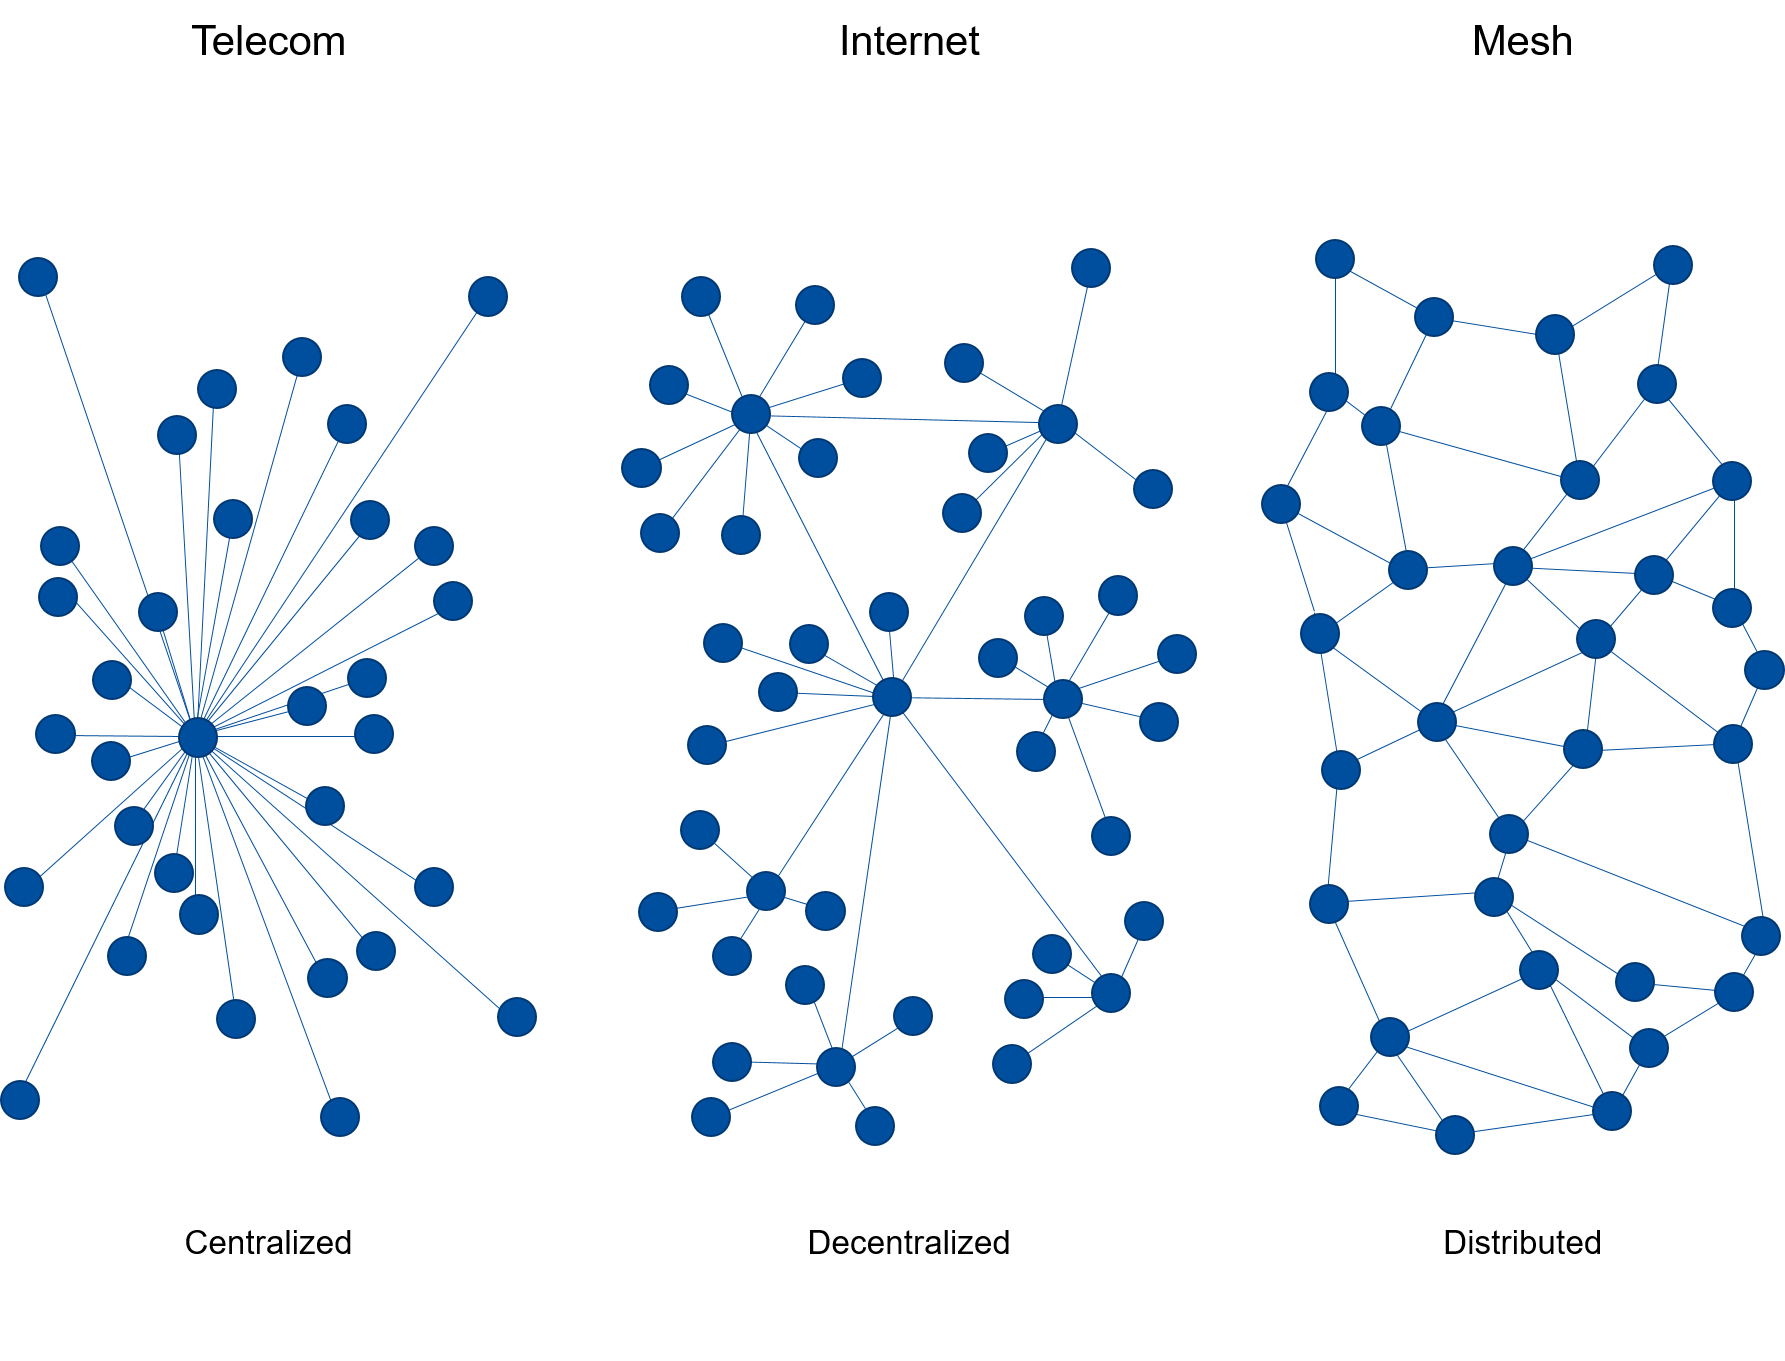 Telecom
Internet
Mesh
Centralized
Decentralized
Distributed